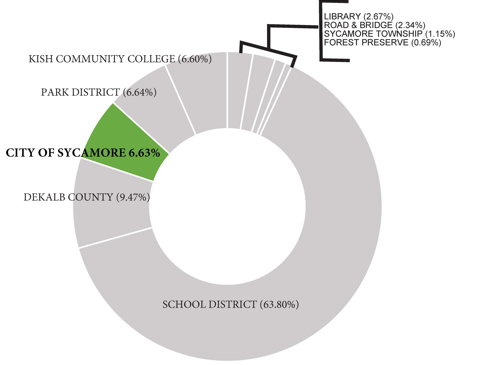 LIBRARY (2.67%)
ROAD & BRIDGE (2.34%)
SYCAMORE TOWNSHIP (1.15%)
FOREST PRESERVE (0.69%)
KISH COMMUNITY COLLEGE (6.60%)
PARK DISTRICT (6.64%)
CITY OF SYCAMORE 6.63%
DEKALB COUNTY (9.47%)
SCHOOL DISTRICT (63.80%)